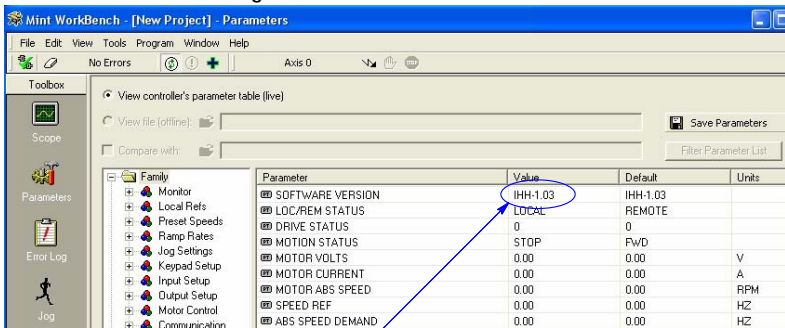 Mint WorkBench - [New Project] - Parameters
File Edit View Tools Program Window Help
No Errors Axis 0 STOP
Toolbox
View controller's parameter table (live)
View file (offline):
Save Parameters
Compare with:
Filter Parameter List
Scope
Parameters
Error Log
Jog
Family
Monitor
Local Refs
Preset Speeds
Ramp Rates
Jog Settings
Keypad Setup
Input Setup
Output Setup
Motor Control
Communication
Parameter Value Default Units
SOFTWARE VERSION IHH-1.03 IHH-1.03
LOC/REM STATUS LOCAL REMOTE
DRIVE STATUS 0 0
MOTION STATUS STOP FWD
MOTOR VOLTS 0.00 0.00 V
MOTOR CURRENT 0.00 0.00 A
MOTOR ABS SPEED 0.00 0.00 RPM
SPEED REF 0.00 0.00 HZ
ABS SPEED DEMAND 0.00 0.00 HZ